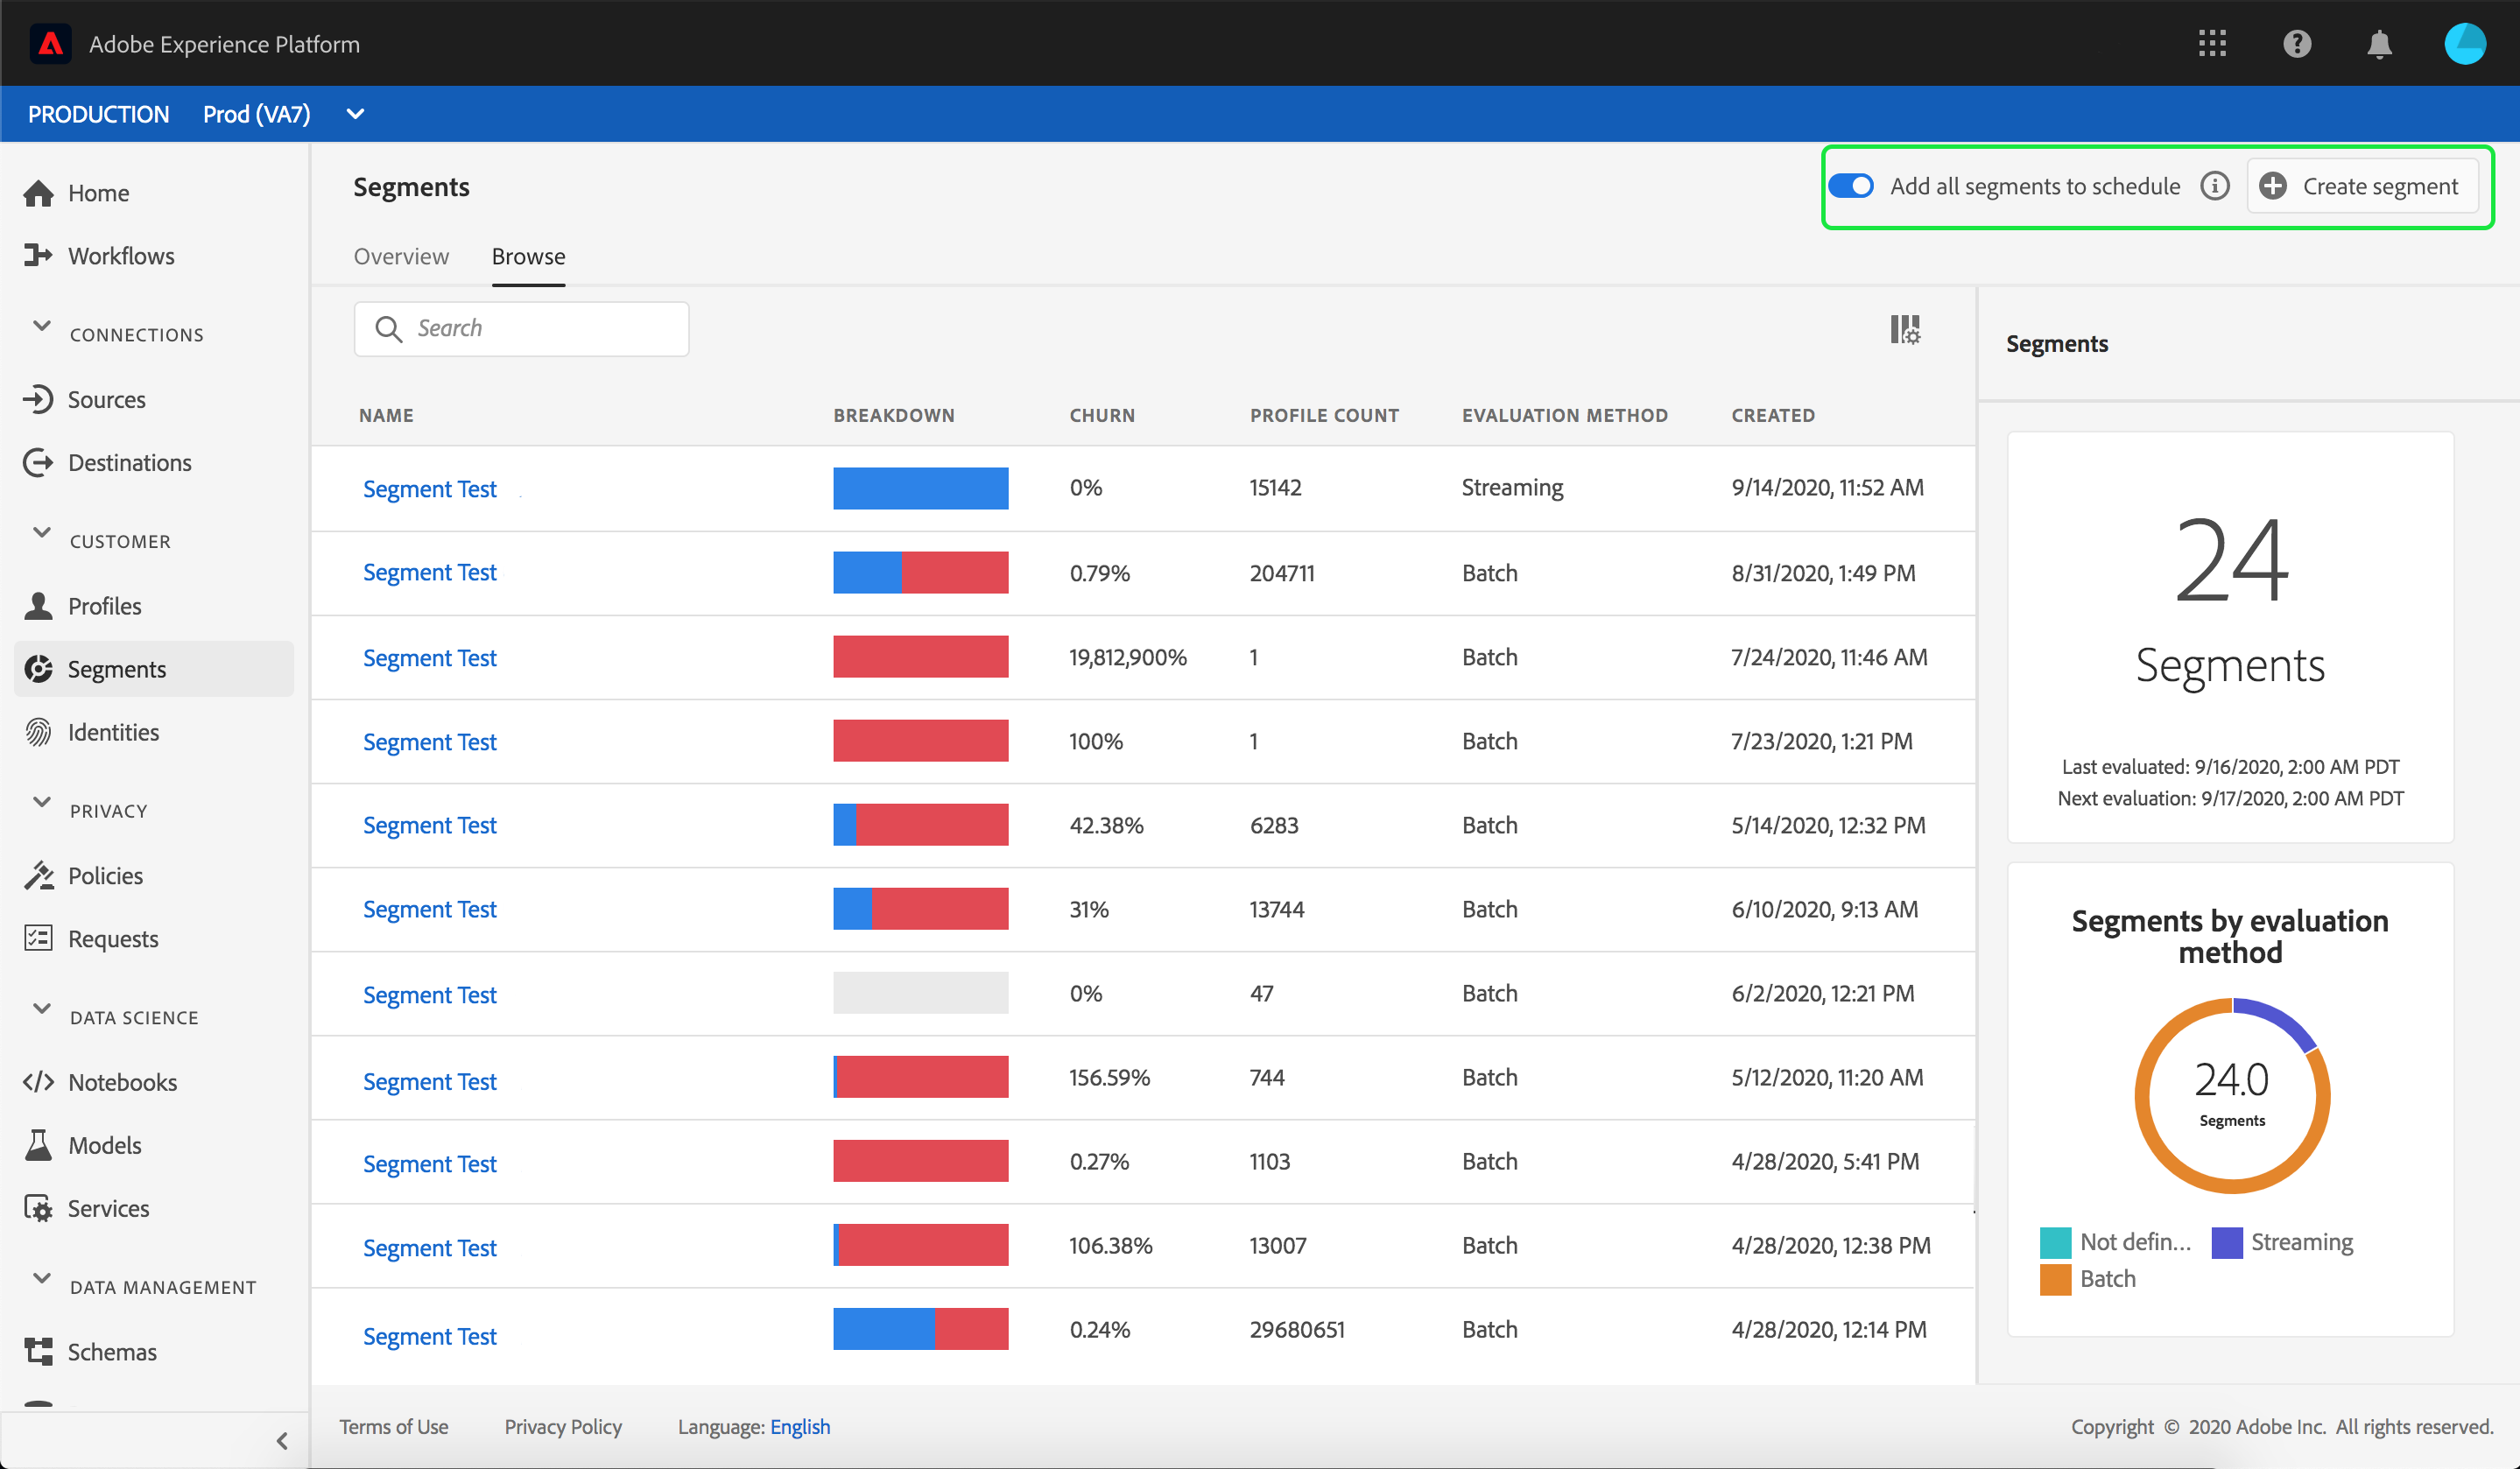 Adobe Experience Platform
PRODUCTION Prod (VA7)
Home
Workflows
CONNECTIONS
Sources
Destinations
CUSTOMER
Profiles
Segments
Identities
PRIVACY
Policies
Requests
DATA SCIENCE
Notebooks
Models
Services
DATA MANAGEMENT
Schemas
Segments
Add all segments to schedule
Create segment
Overview Browse
Search
NAME BREAKDOWN CHURN PROFILE COUNT EVALUATION METHOD CREATED
Segment Test 0% 15142 Streaming 9/14/2020, 11:52 AM
Segment Test 0.79% 204711 Batch 8/31/2020, 1:49 PM
Segment Test 19,812,900% 1 Batch 7/24/2020, 11:46 AM
Segment Test 100% 1 Batch 7/23/2020, 1:21 PM
Segment Test 42.38% 6283 Batch 5/14/2020, 12:32 PM
Segment Test 31% 13744 Batch 6/10/2020, 9:13 AM
Segment Test 0% 47 Batch 6/2/2020, 12:21 PM
Segment Test 156.59% 744 Batch 5/12/2020, 11:20 AM
Segment Test 0.27% 1103 Batch 4/28/2020, 5:41 PM
Segment Test 106.38% 13007 Batch 4/28/2020, 12:38 PM
Segment Test 0.24% 29680651 Batch 4/28/2020, 12:14 PM
Segments
24
Segments
Last evaluated: 9/16/2020, 2:00 AM PDT
Next evaluation: 9/17/2020, 2:00 AM PDT
Segments by evaluation
method
24.0
Segments
Not defin... Streaming
Batch
Terms of Use Privacy Policy Language: English
Copyright © 2020 Adobe Inc. All rights reserved.